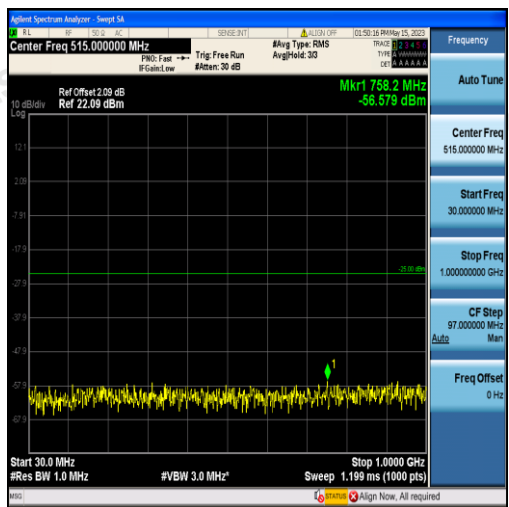 Agilent Spectrum Analyzer - Swept SA
RL RF 50 Ω AC SENSE:INT ALIGN OFF 01:50:16 PM May 15, 2023
Center Freq 515.000000 MHz
PNO: Fast
IFGain:Low
Trig: Free Run
#Atten: 30 dB
#Avg Type: RMS
Avg|Hold: 3/3
TRACE 1 2 3 4 5 6
TYPE
DET A A A A A A
Mkr1 758.2 MHz
-56.579 dBm
Ref Offset 2.09 dB
Ref 22.09 dBm
10 dB/div
Log
12.1
2.09
-7.91
-17.9
-25.00 dBm
-27.9
-37.9
-47.9
1
-57.9
-67.9
Start 30.0 MHz
Stop 1.0000 GHz
#Res BW 1.0 MHz
#VBW 3.0 MHz*
Sweep 1.199 ms (1000 pts)
MSG
STATUS
Align Now, All required
Frequency
Auto Tune
Center Freq
515.000000 MHz
Start Freq
30.000000 MHz
Stop Freq
1.000000000 GHz
CF Step
97.000000 MHz
Auto Man
Freq Offset
0 Hz